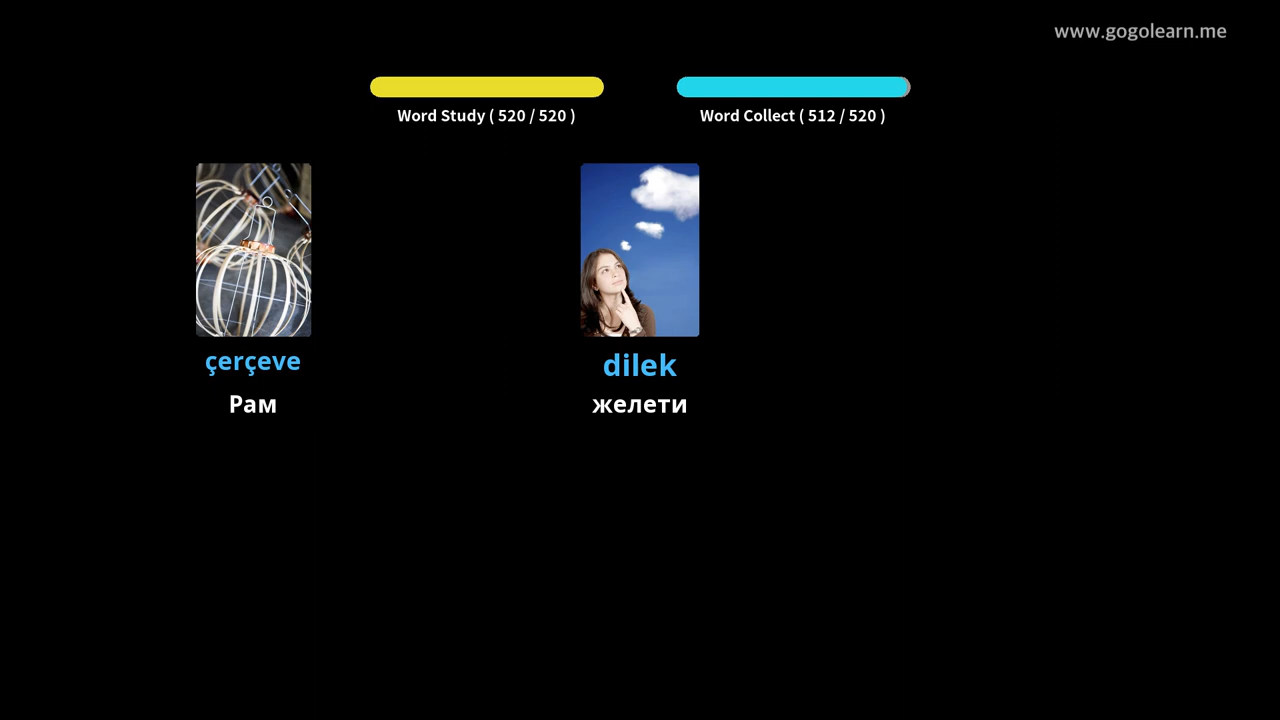 www.gogolearn.me
Word Study ( 520 / 520 )
Word Collect ( 512 / 520 )
çerçeve
Рам
dilek
желети